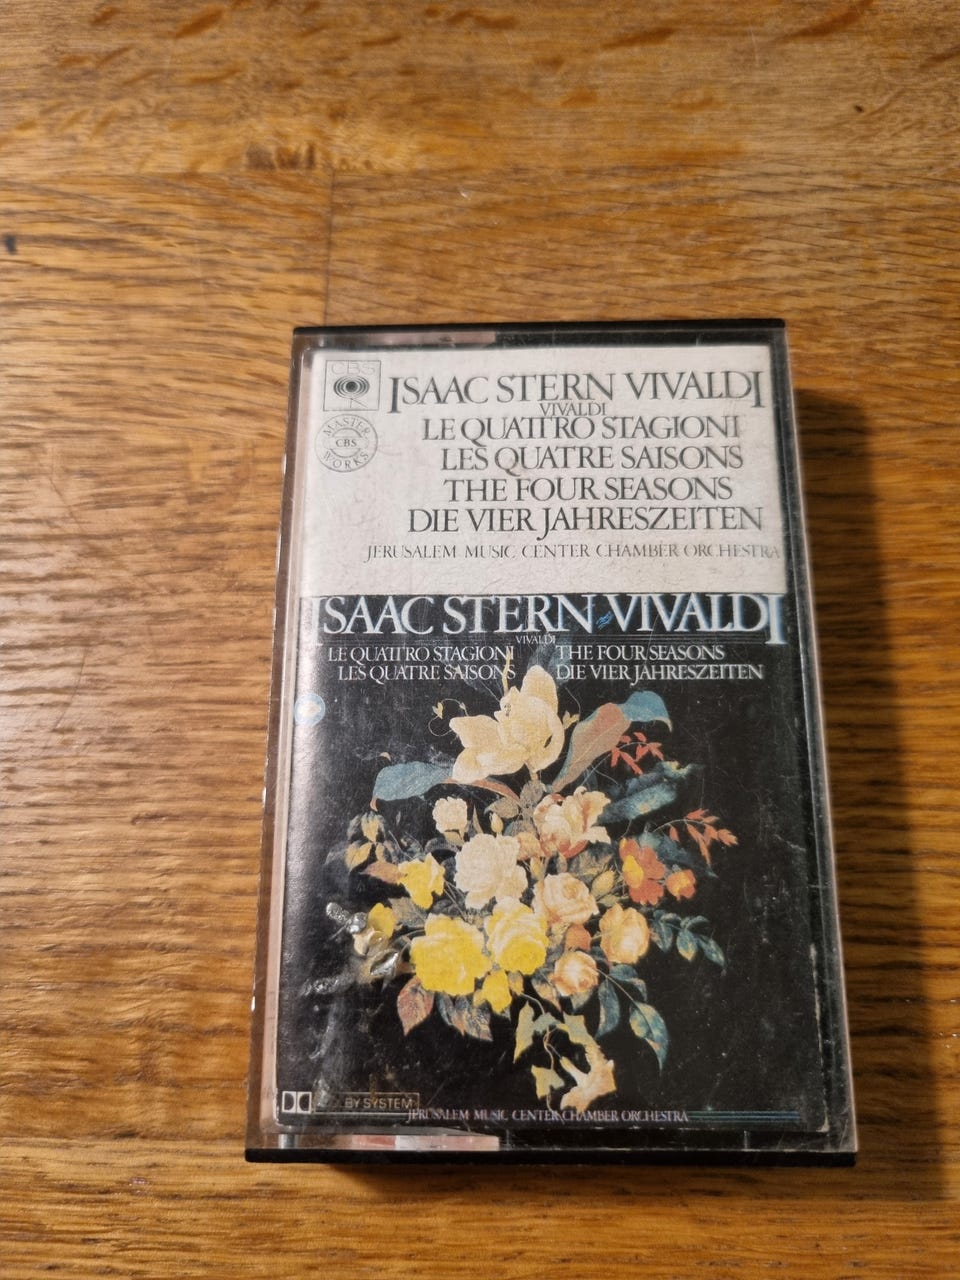 CBS
ISAAC STERN VIVALDI
VIVALDI
LE QUATTRO STAGIONI
MASTER WORKS
CBS
LES QUATRE SAISONS
THE FOUR SEASONS
DIE VIER JAHRESZEITEN
JERUSALEM MUSIC CENTER CHAMBER ORCHESTRA
ISAAC STERN VIVALDI
VIVALDI
LE QUATTRO STAGIONI THE FOUR SEASONS
LES QUATRE SAISONS DIE VIER JAHRESZEITEN
DOLBY SYSTEM
JERUSALEM MUSIC CENTER CHAMBER ORCHESTRA